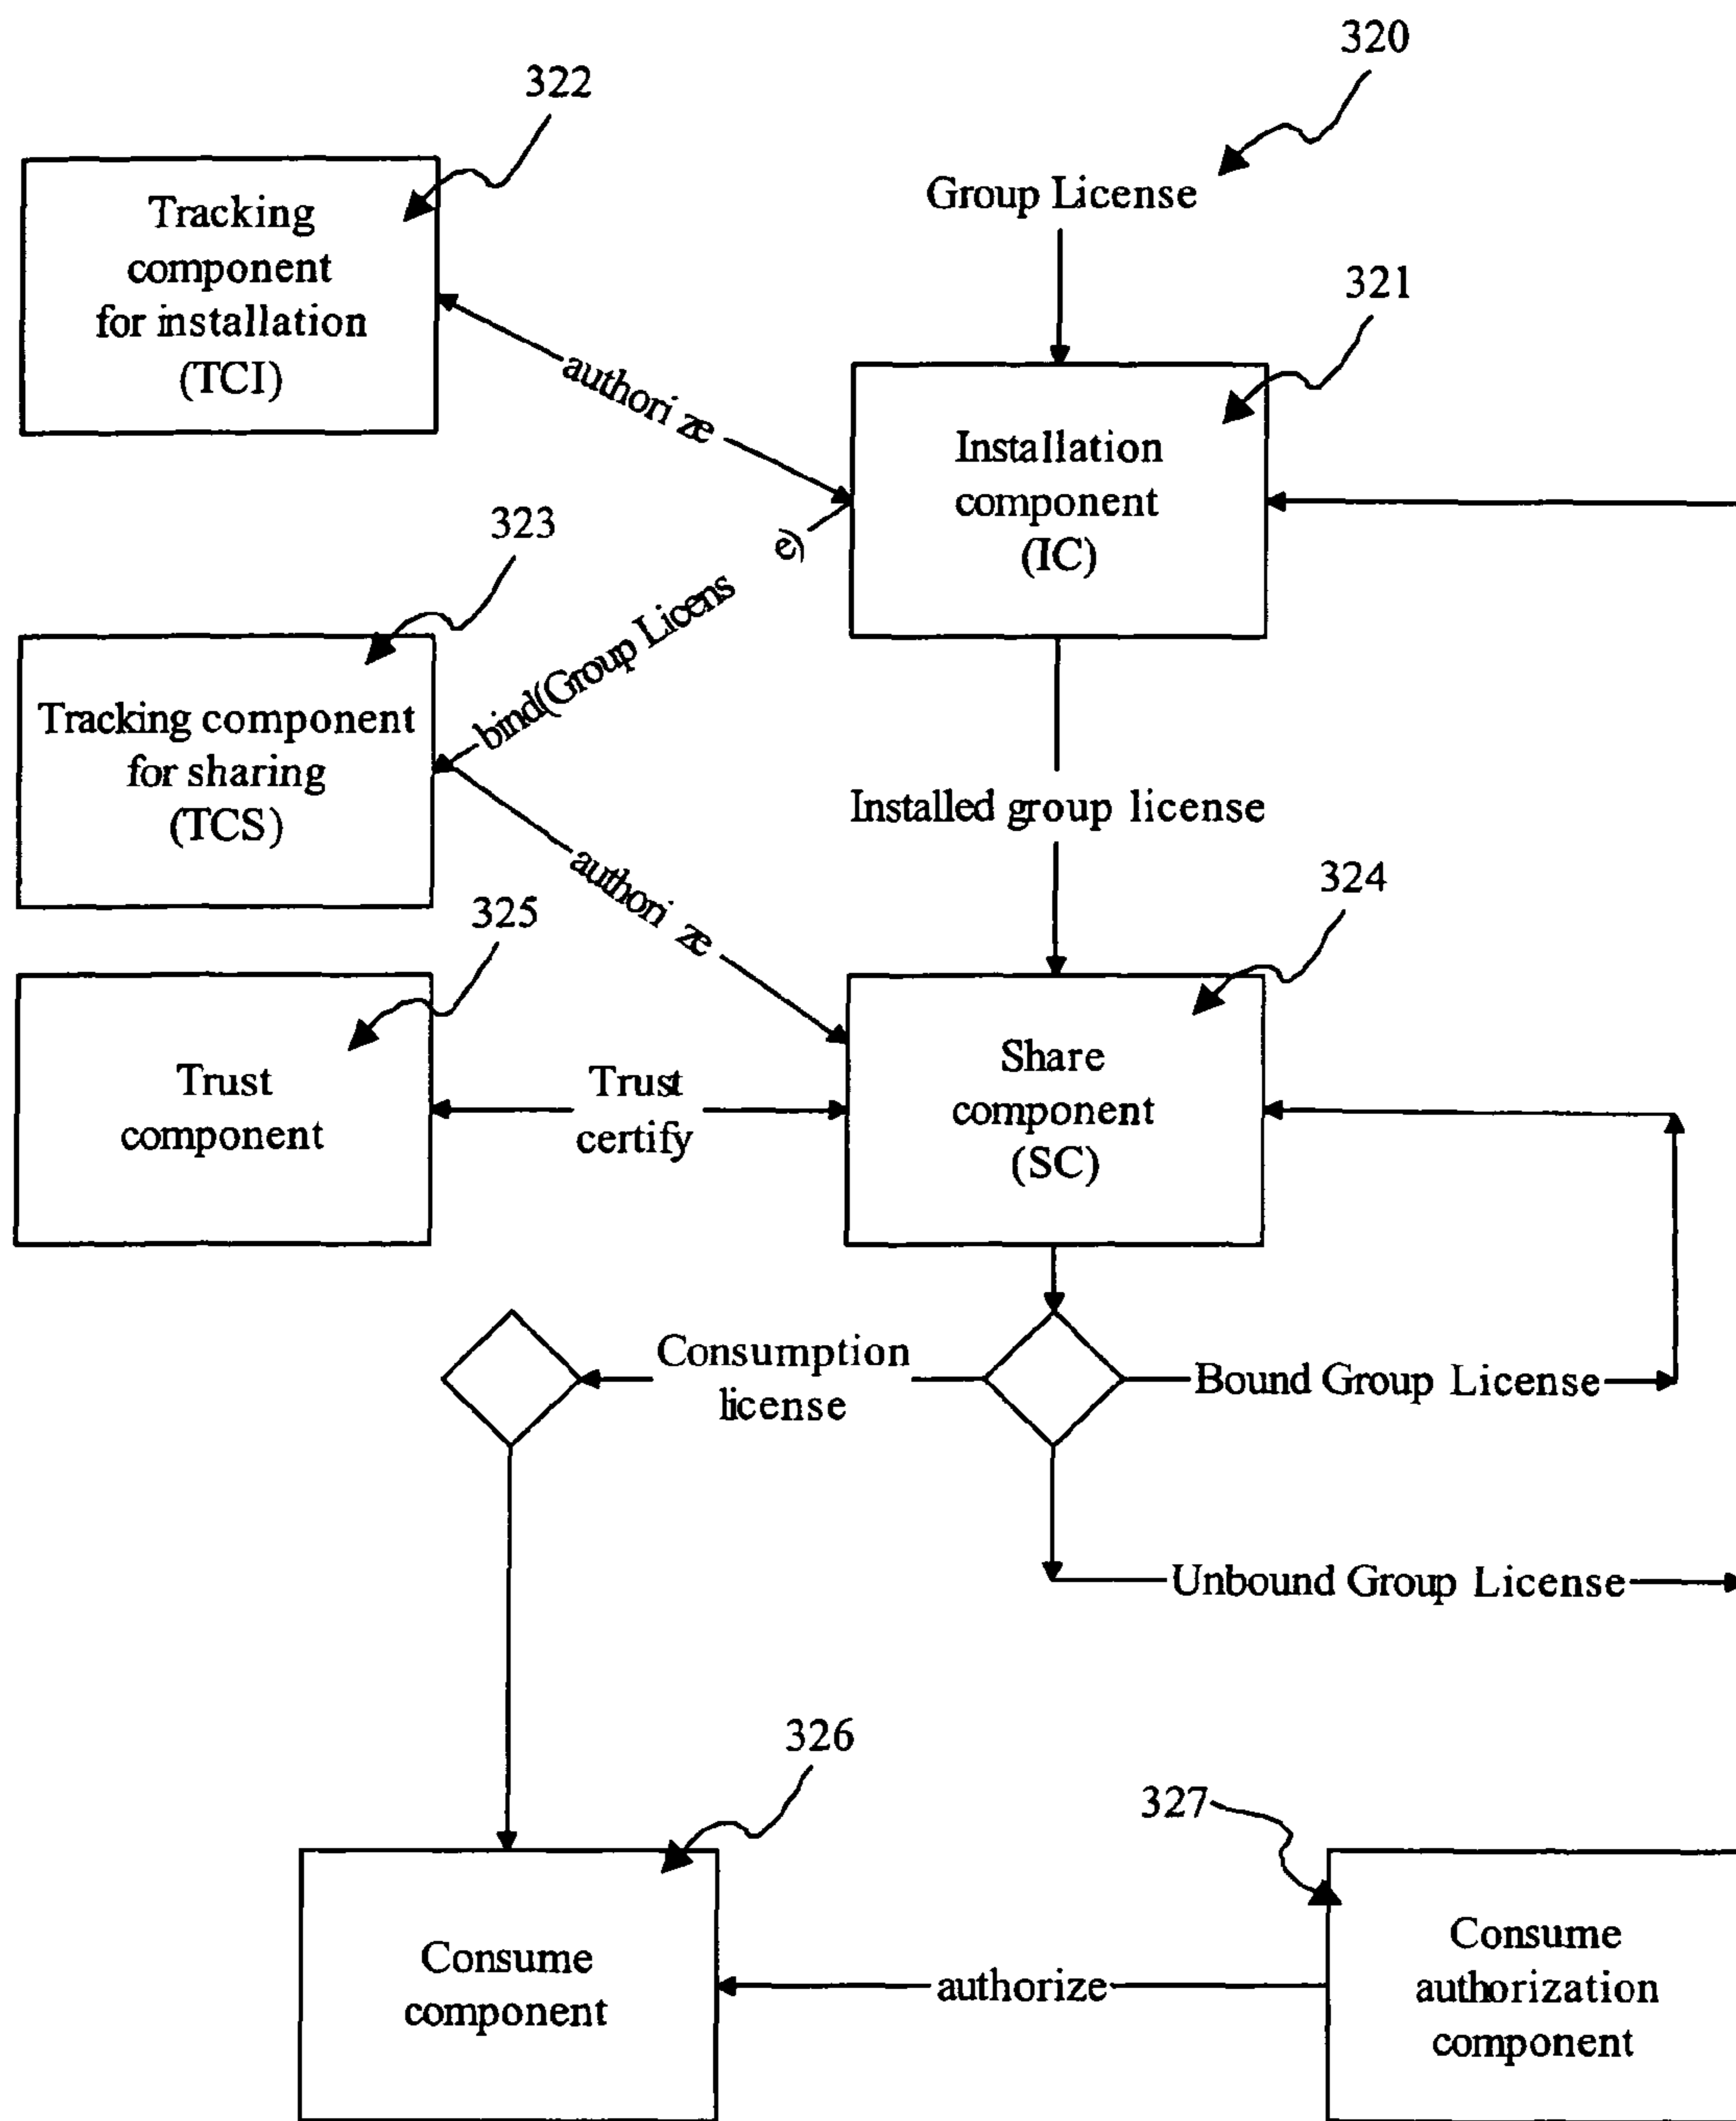 320
322
Tracking
component
for installation
(TCI)
Group License
321
authorize
Installation
component
(IC)
323
bind(Group License)
Tracking component
for sharing
(TCS)
Installed group license
authorize
324
325
Trust
component
Trust
certify
Share
component
(SC)
Consumption
license
Bound Group License
Unbound Group License
326
327
Consume
component
authorize
Consume
authorization
component